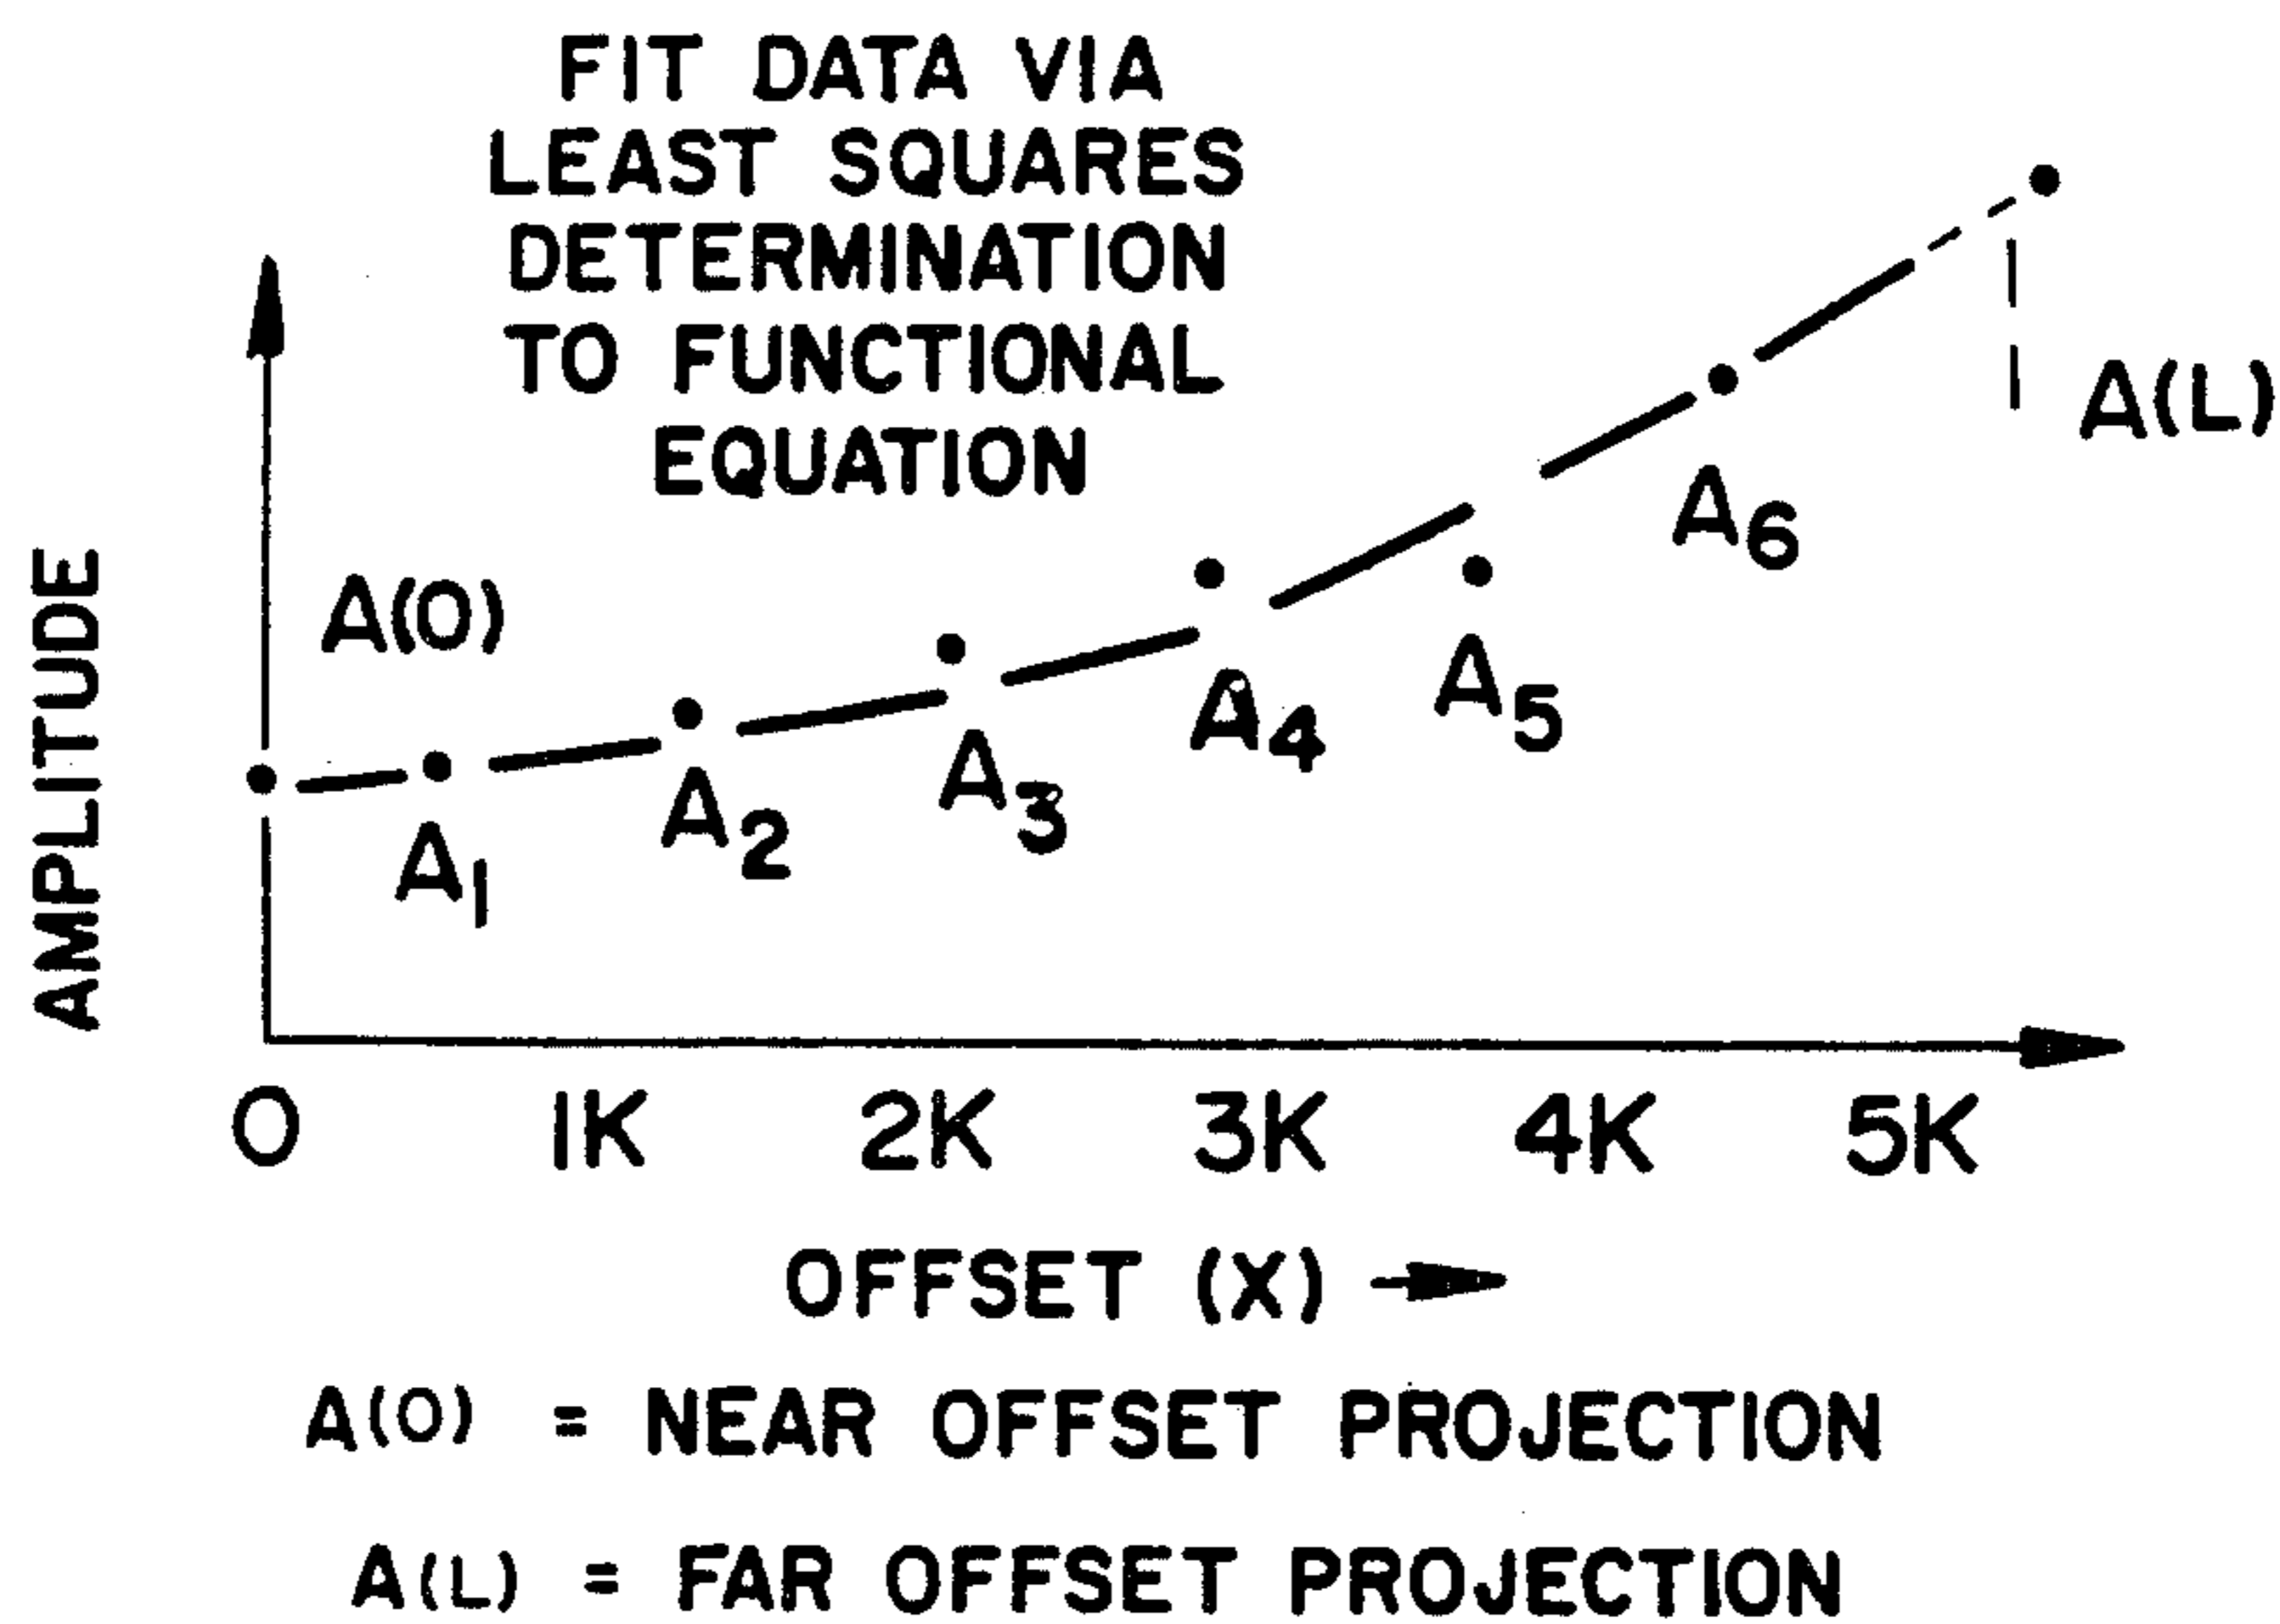 FIT DATA VIA
LEAST SQUARES
DETERMINATION
TO FUNCTIONAL
EQUATION
AMPLITUDE
A(O)
A1
A2
A3
A4
A5
A6
A(L)
O 1K 2K 3K 4K 5K
OFFSET (X)
A(O) = NEAR OFFSET PROJECTION
A(L) = FAR OFFSET PROJECTION